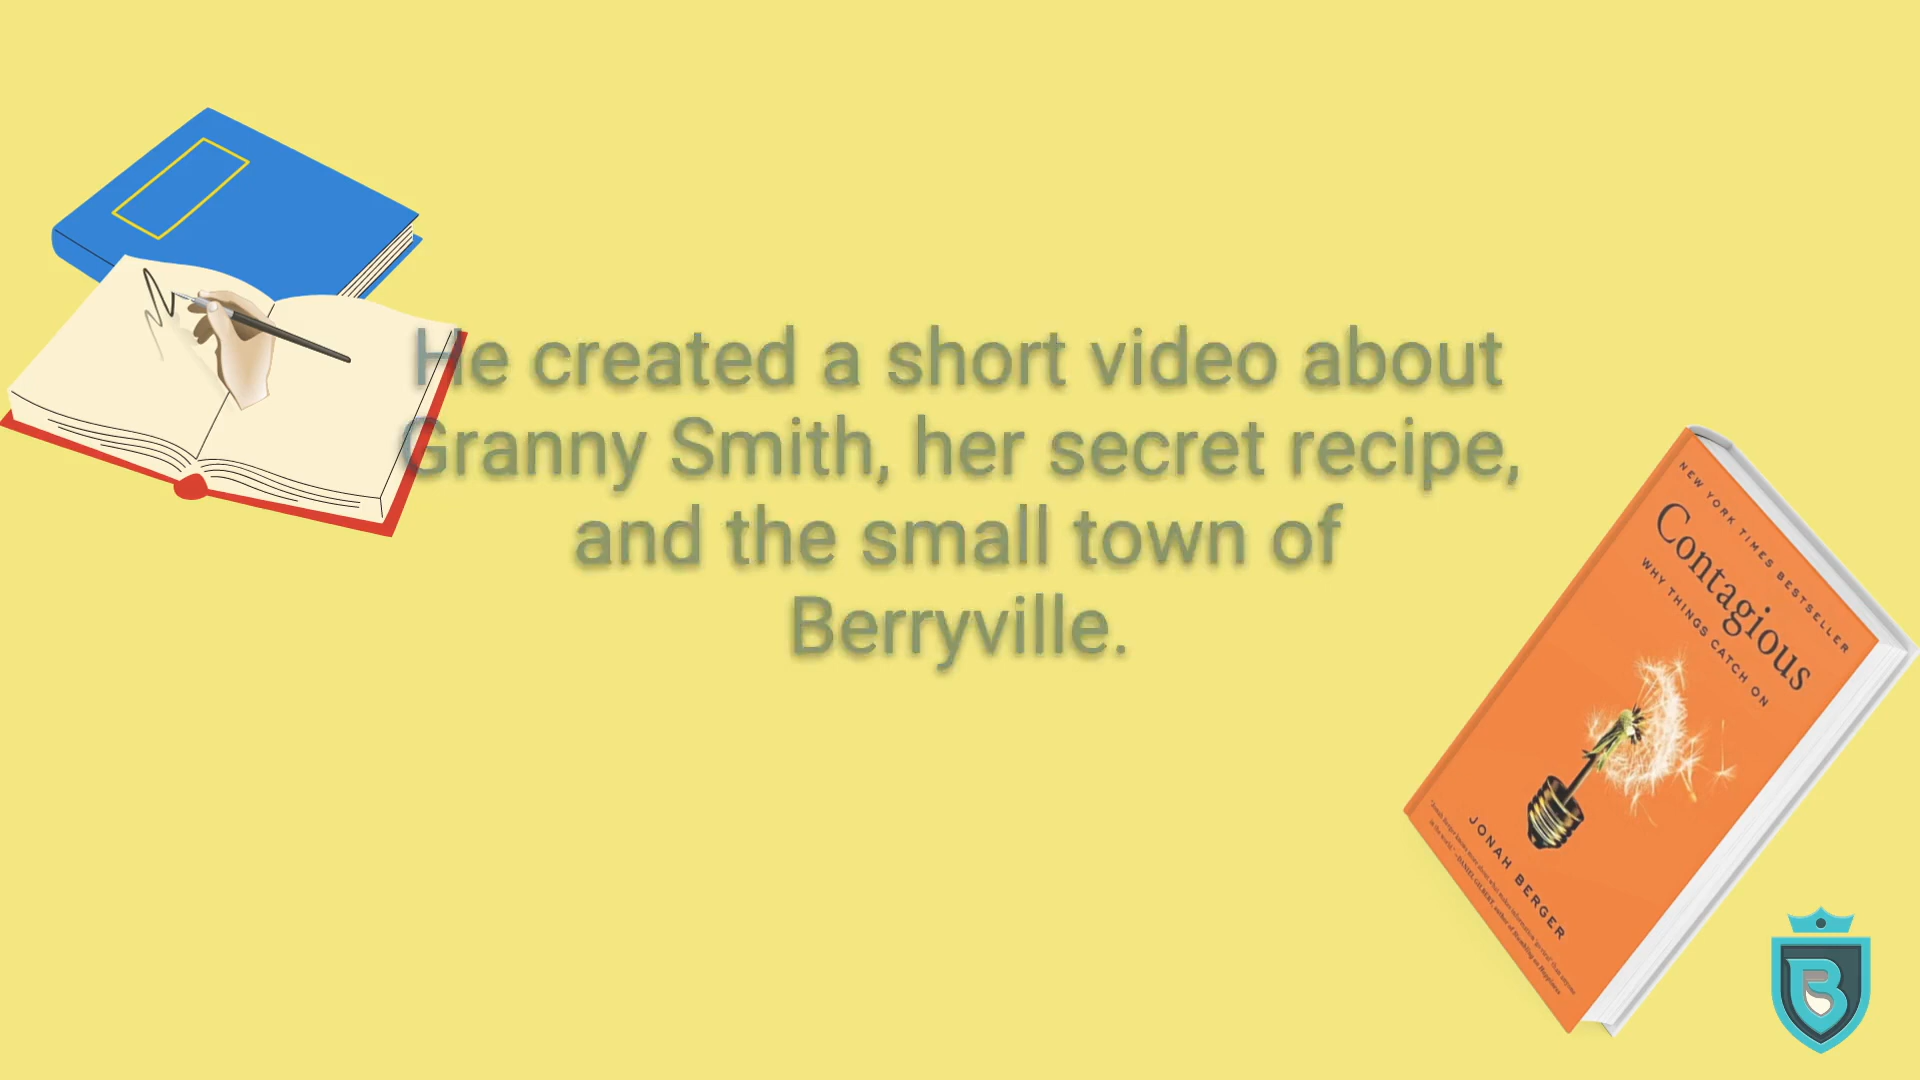 He created a short video about
Granny Smith, her secret recipe,
and the small town of
Berryville.
NEW YORK TIMES BESTSELLER
Contagious
WHY THINGS CATCH ON
JONAH BERGER
B